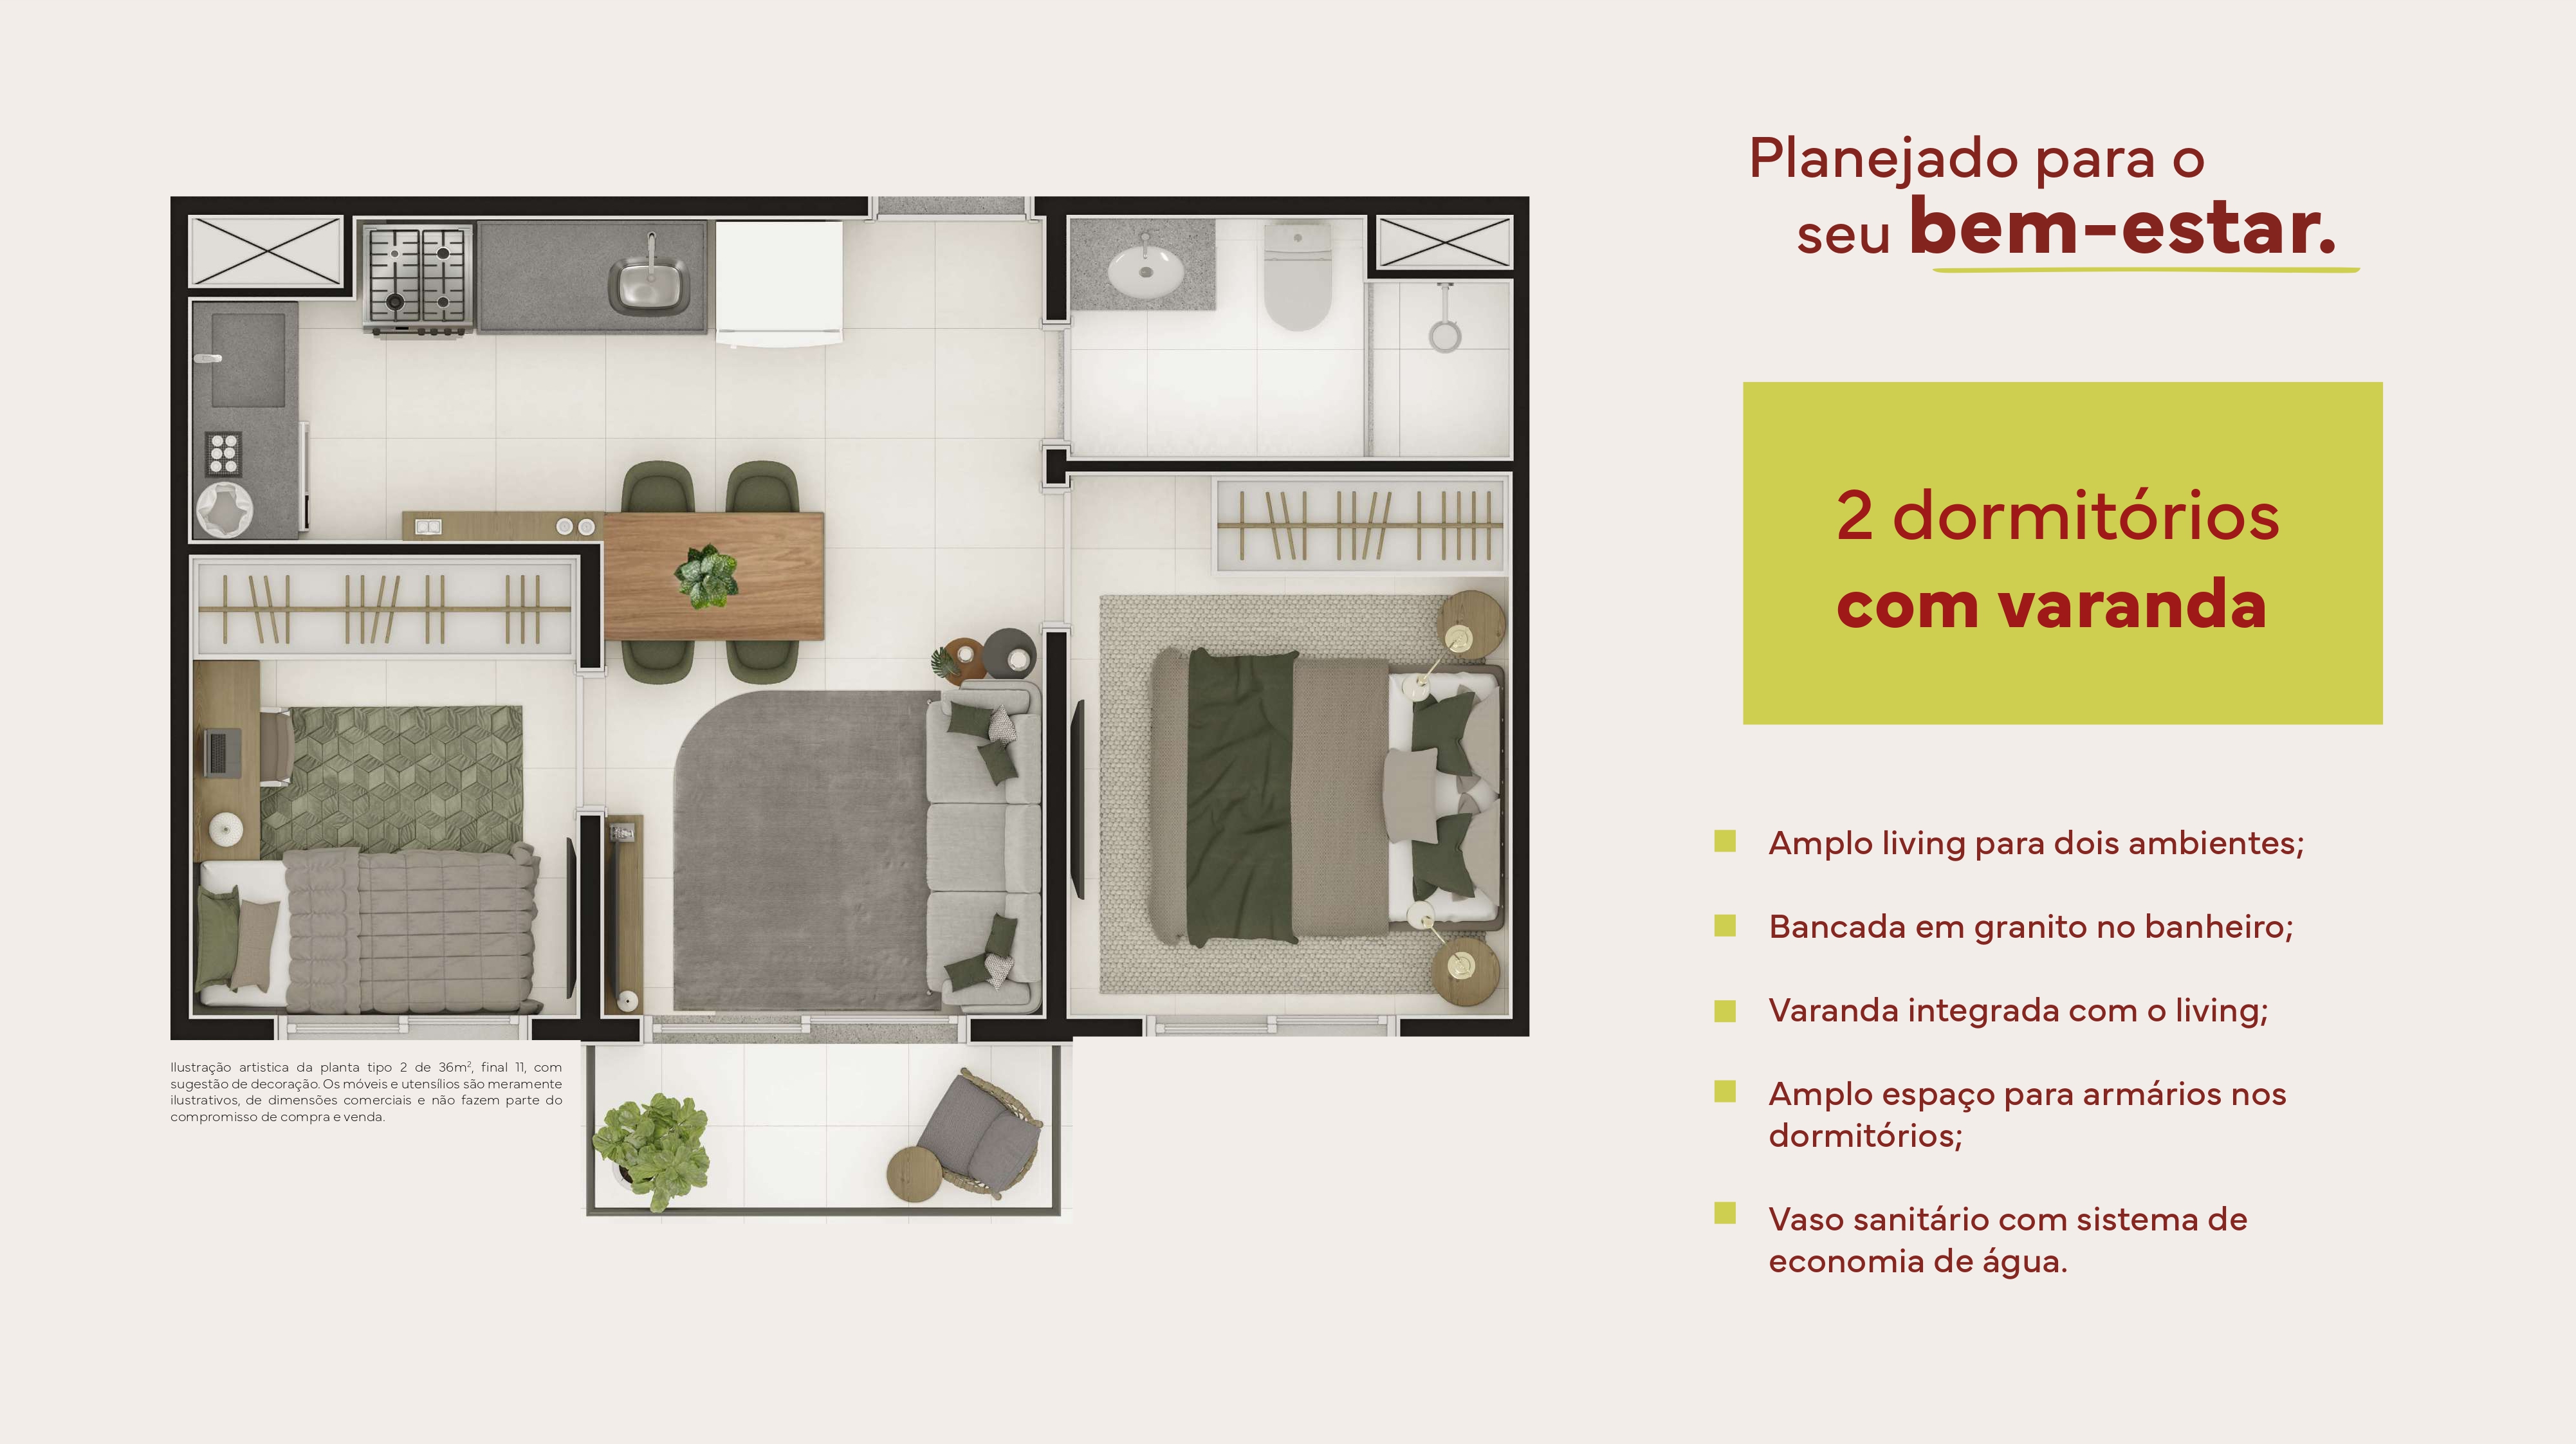 Planejado para o
seu bem-estar.
2 dormitórios
com varanda
Amplo living para dois ambientes;
Bancada em granito no banheiro;
Varanda integrada com o living;
Amplo espaço para armários nos
dormitórios;
Vaso sanitário com sistema de
economia de água.
Ilustração artistica da planta tipo 2 de 36m², final 11, com
sugestão de decoração. Os móveis e utensílios são meramente
ilustrativos, de dimensões comerciais e não fazem parte do
compromisso de compra e venda.